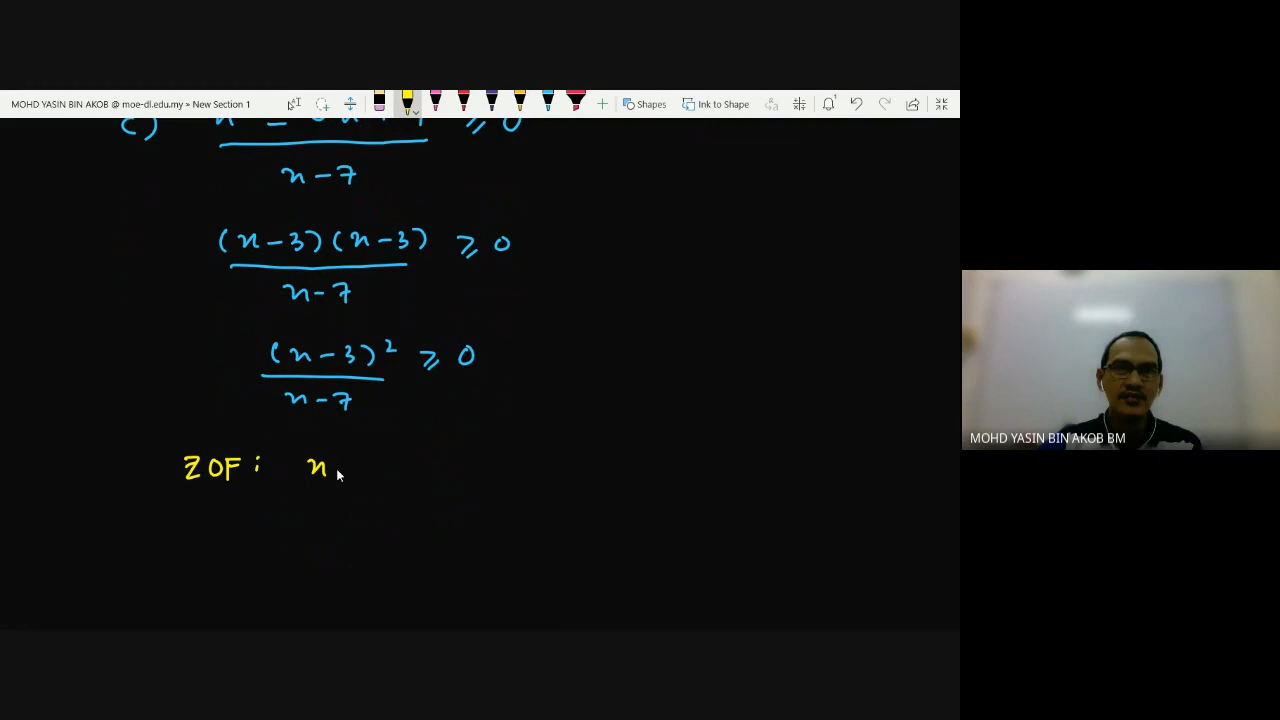 MOHD YASIN BIN AKOB @ moe-dl.edu.my » New Section 1
Shapes
Ink to Shape
c)
≥ 0
x - 7
(x - 3)(x - 3) ≥ 0
x - 7
(x - 3)² ≥ 0
x - 7
ZOF : x
MOHD YASIN BIN AKOB BM